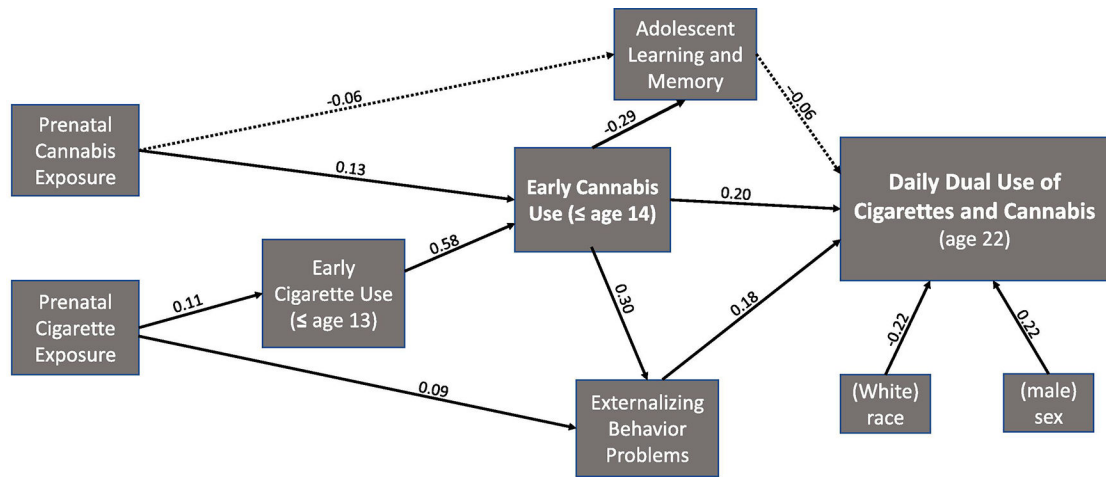 Adolescent
Learning and
Memory
-0.06
-0.06
Prenatal
Cannabis
Exposure
-0.29
0.13
Early Cannabis
Use (≤ age 14)
0.20
Daily Dual Use of
Cigarettes and Cannabis
(age 22)
0.58
Early
Cigarette Use
(≤ age 13)
Prenatal
Cigarette
Exposure
0.11
0.30
0.18
-0.22
0.22
0.09
Externalizing
Behavior
Problems
(White)
race
(male)
sex